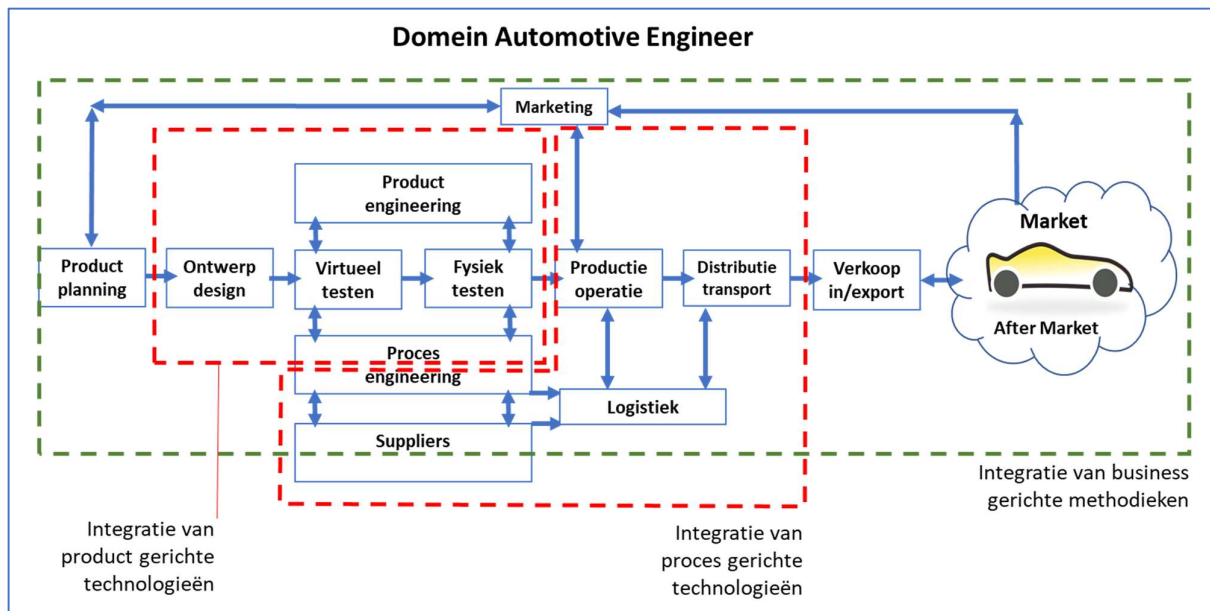 Domein Automotive Engineer
Marketing
Product
engineering
Market
Product
planning
Ontwerp
design
Virtueel
testen
Fysiek
testen
Productie
operatie
Distributie
transport
Verkoop
in/export
After Market
Proces
engineering
Logistiek
Suppliers
Integratie van business
gerichte methodieken
Integratie van
product gerichte
technologieën
Integratie van
proces gerichte
technologieën